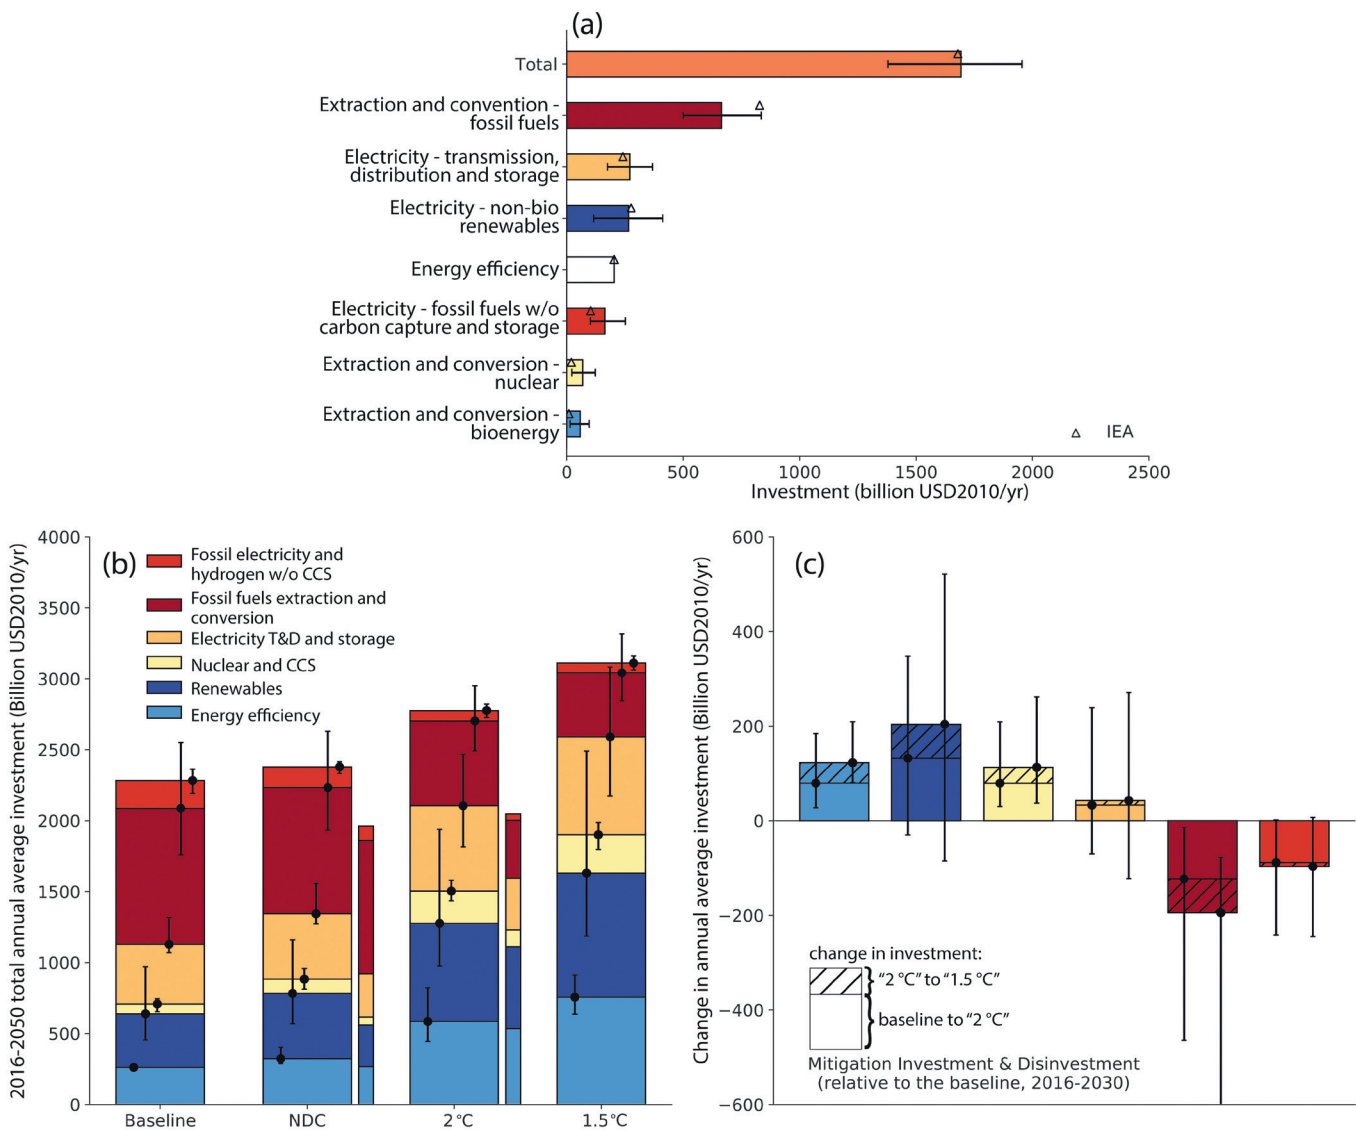 (a)
Total
Extraction and convention -
fossil fuels
Electricity - transmission,
distribution and storage
Electricity - non-bio
renewables
Energy efficiency
Electricity - fossil fuels w/o
carbon capture and storage
Extraction and conversion -
nuclear
Extraction and conversion -
bioenergy
IEA
0 500 1000 1500 2000 2500
Investment (billion USD2010/yr)
(b)
2016-2050 total annual average investment (Billion USD2010/yr)
4000
3500
3000
2500
2000
1500
1000
500
0
Fossil electricity and
hydrogen w/o CCS
Fossil fuels extraction and
conversion
Electricity T&D and storage
Nuclear and CCS
Renewables
Energy efficiency
Baseline NDC 2°C 1.5°C
(c)
Change in annual average investment (Billion USD2010/yr)
600
400
200
0
−200
−400
−600
change in investment:
"2 °C" to "1.5 °C"
baseline to "2 °C"
Mitigation Investment & Disinvestment
(relative to the baseline, 2016-2030)